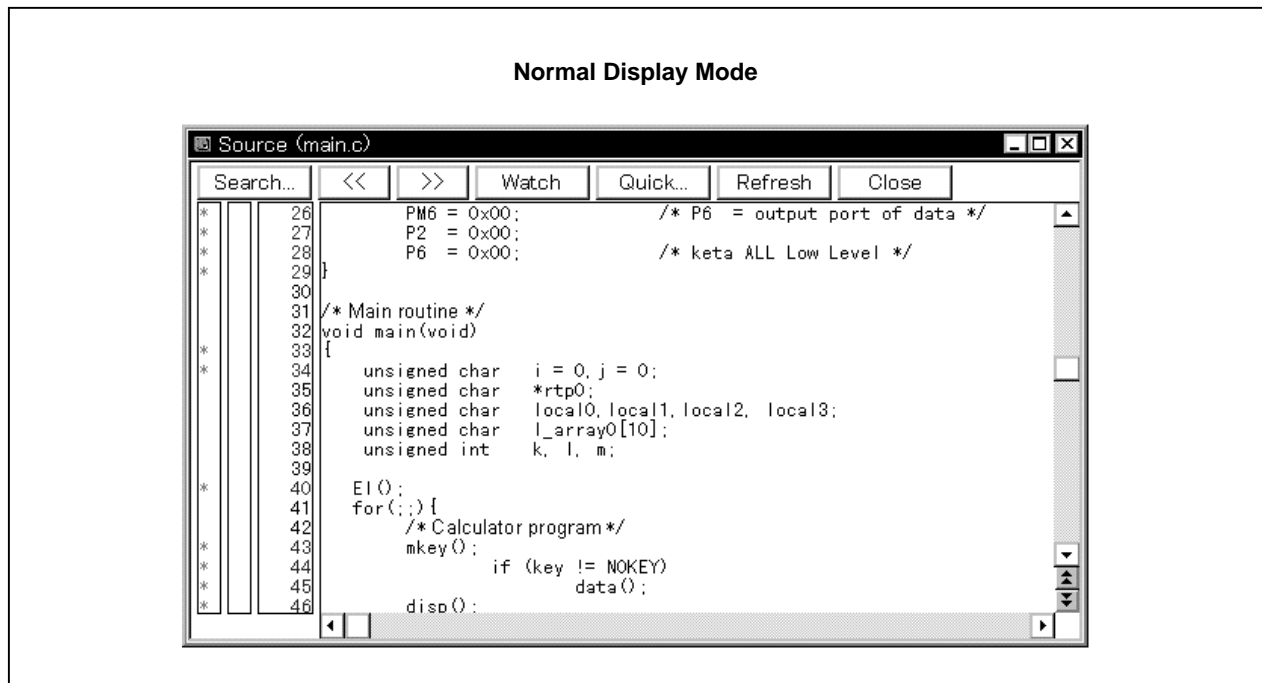 Normal Display Mode
Source (main.c)
Search... << >> Watch Quick... Refresh Close
* 26 PM6 = 0x00; /* P6 = output port of data */
* 27 P2 = 0x00;
* 28 P6 = 0x00; /* keta ALL Low Level */
* 29 }
30
31 /* Main routine */
32 void main(void)
* 33 {
* 34 unsigned char i = 0, j = 0;
35 unsigned char *rtp0;
36 unsigned char local0,local1,local2, local3;
37 unsigned char l_array0[10];
38 unsigned int k, l, m;
39
* 40 EI();
41 for(;;){
42 /* Calculator program */
* 43 mkey();
* 44 if (key != NOKEY)
* 45 data();
* 46 disp();